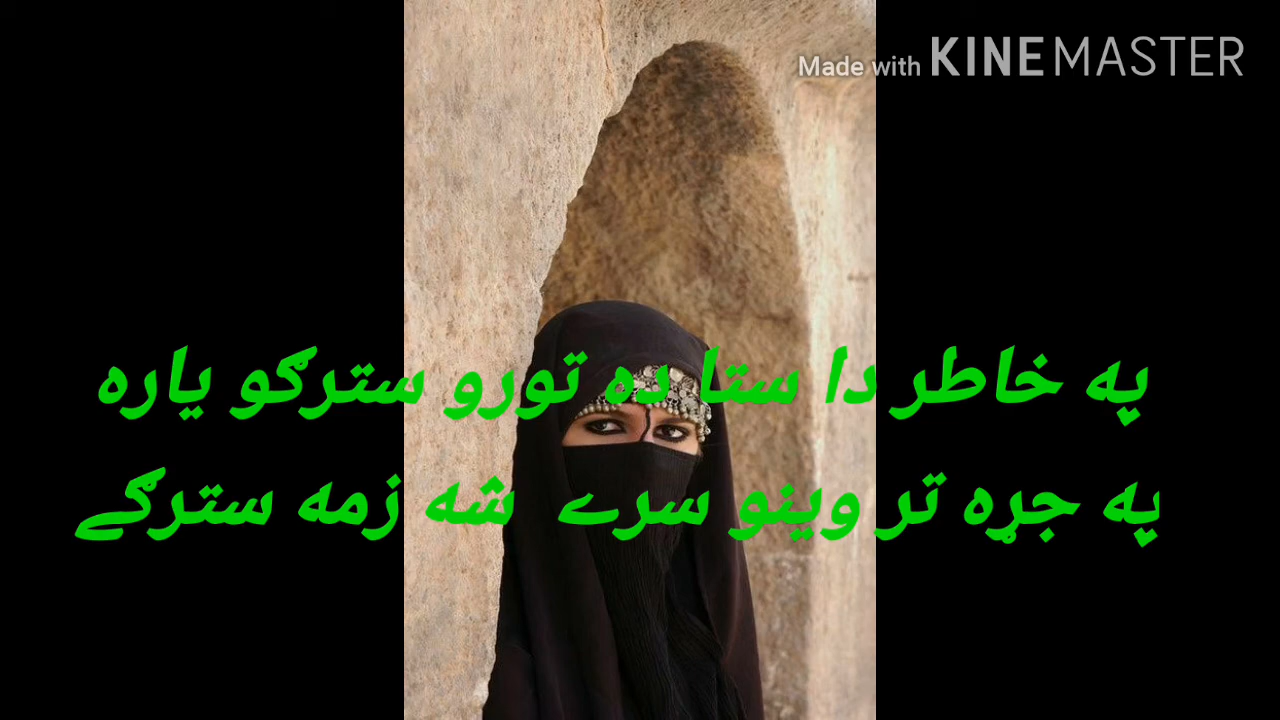 Made with KINEMASTER
په خاطر دا ستا ده تورو سترګو یاره
په جړه تر وینو سرے شه زمه سترګے